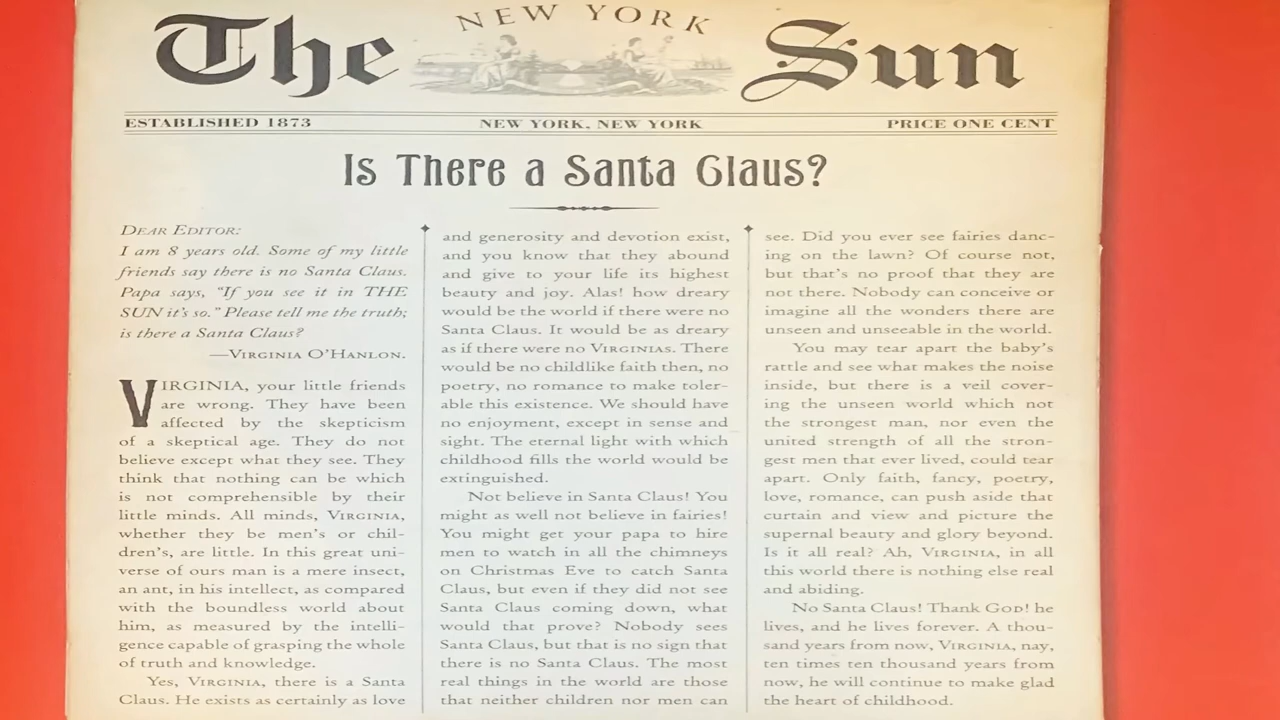 The NEW YORK Sun
ESTABLISHED 1873 NEW YORK, NEW YORK PRICE ONE CENT
Is There a Santa Claus?
DEAR EDITOR:
I am 8 years old. Some of my little
friends say there is no Santa Claus.
Papa says, "If you see it in THE
SUN it's so." Please tell me the truth;
is there a Santa Claus?
—VIRGINIA O'HANLON.
VIRGINIA, your little friends
are wrong. They have been
affected by the skepticism
of a skeptical age. They do not
believe except what they see. They
think that nothing can be which
is not comprehensible by their
little minds. All minds, VIRGINIA,
whether they be men's or chil-
dren's, are little. In this great uni-
verse of ours man is a mere insect,
an ant, in his intellect, as compared
with the boundless world about
him, as measured by the intelli-
gence capable of grasping the whole
of truth and knowledge.
Yes, VIRGINIA, there is a Santa
Claus. He exists as certainly as love
and generosity and devotion exist,
and you know that they abound
and give to your life its highest
beauty and joy. Alas! how dreary
would be the world if there were no
Santa Claus. It would be as dreary
as if there were no VIRGINIAS. There
would be no childlike faith then, no
poetry, no romance to make toler-
able this existence. We should have
no enjoyment, except in sense and
sight. The eternal light with which
childhood fills the world would be
extinguished.
Not believe in Santa Claus! You
might as well not believe in fairies!
You might get your papa to hire
men to watch in all the chimneys
on Christmas Eve to catch Santa
Claus, but even if they did not see
Santa Claus coming down, what
would that prove? Nobody sees
Santa Claus, but that is no sign that
there is no Santa Claus. The most
real things in the world are those
that neither children nor men can
see. Did you ever see fairies danc-
ing on the lawn? Of course not,
but that's no proof that they are
not there. Nobody can conceive or
imagine all the wonders there are
unseen and unseeable in the world.
You may tear apart the baby's
rattle and see what makes the noise
inside, but there is a veil cover-
ing the unseen world which not
the strongest man, nor even the
united strength of all the stron-
gest men that ever lived, could tear
apart. Only faith, fancy, poetry,
love, romance, can push aside that
curtain and view and picture the
supernal beauty and glory beyond.
Is it all real? Ah, VIRGINIA, in all
this world there is nothing else real
and abiding.
No Santa Claus! Thank GOD! he
lives, and he lives forever. A thou-
sand years from now, VIRGINIA, nay,
ten times ten thousand years from
now, he will continue to make glad
the heart of childhood.